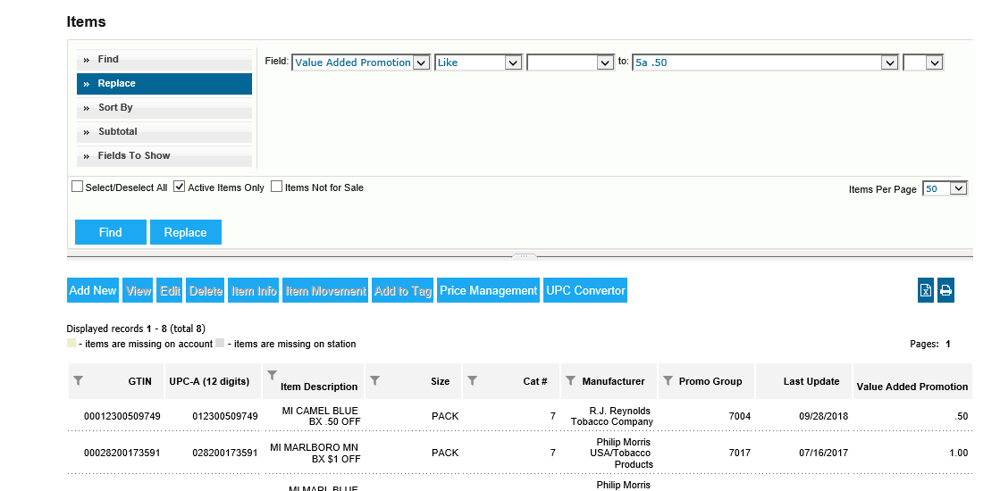 Items
» Find
» Replace
» Sort By
» Subtotal
» Fields To Show
Field: Value Added Promotion Like to: 5a .50
Select/Deselect All Active Items Only Items Not for Sale
Items Per Page 50
Find Replace
Add New View Edit Delete Item Info Item Movement Add to Tag Price Management UPC Convertor
Displayed records 1 - 8 (total 8)
- items are missing on account - items are missing on station
Pages: 1
GTIN UPC-A (12 digits) Item Description Size Cat # Manufacturer Promo Group Last Update Value Added Promotion
00012300509749 012300509749 MI CAMEL BLUE PACK 7 R.J. Reynolds 7004 09/28/2018 .50
BX .50 OFF Tobacco Company
Philip Morris
00028200173591 028200173591 MI MARLBORO MN PACK 7 USA/Tobacco 7017 07/16/2017 1.00
BX $1 OFF Products
MI MARL BLUE Philip Morris